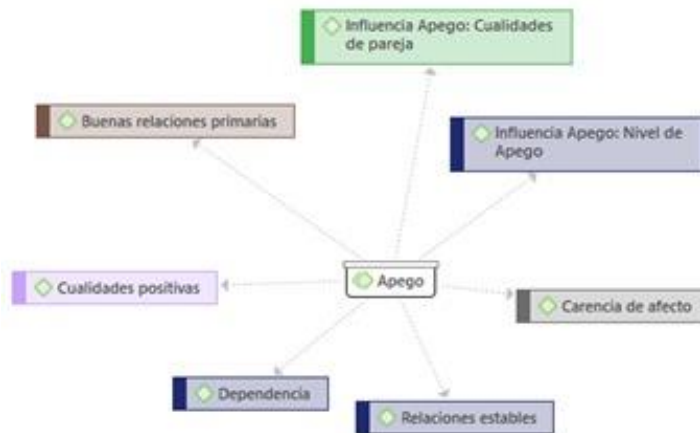 Influencia Apego: Cualidades
de pareja
Buenas relaciones primarias
Influencia Apego: Nivel de
Apego
Apego
Cualidades positivas
Carencia de afecto
Dependencia
Relaciones estables